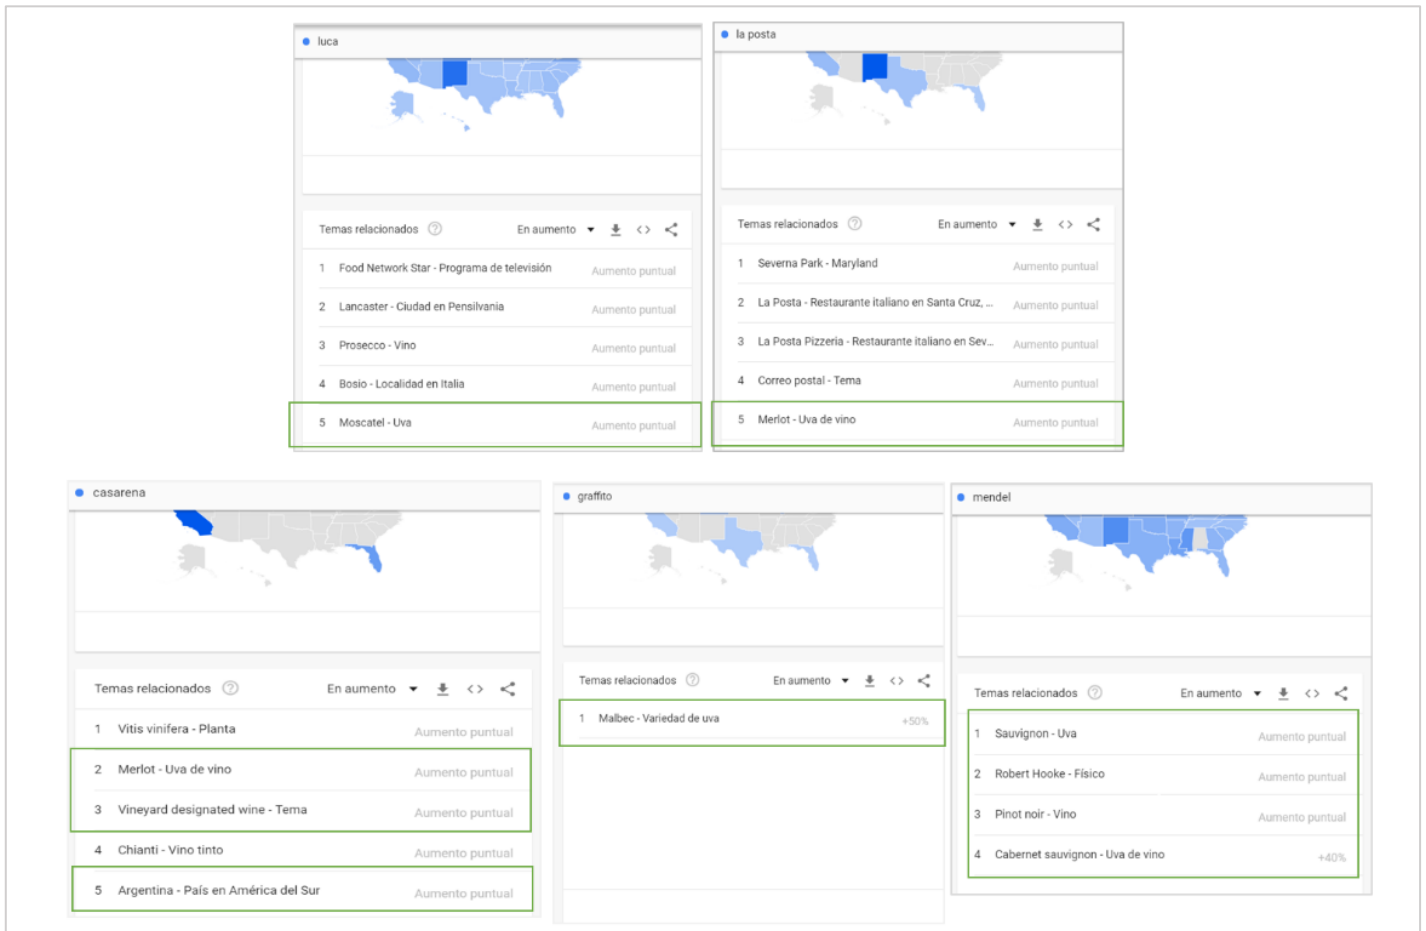 luca
Temas relacionados
En aumento
1 Food Network Star - Programa de televisión Aumento puntual
2 Lancaster - Ciudad en Pensilvania Aumento puntual
3 Prosecco - Vino Aumento puntual
4 Bosio - Localidad en Italia Aumento puntual
5 Moscatel - Uva Aumento puntual
la posta
Temas relacionados
En aumento
1 Severna Park - Maryland Aumento puntual
2 La Posta - Restaurante italiano en Santa Cruz, ... Aumento puntual
3 La Posta Pizzeria - Restaurante italiano en Sev... Aumento puntual
4 Correo postal - Tema Aumento puntual
5 Merlot - Uva de vino Aumento puntual
casarena
Temas relacionados
En aumento
1 Vitis vinifera - Planta Aumento puntual
2 Merlot - Uva de vino Aumento puntual
3 Vineyard designated wine - Tema Aumento puntual
4 Chianti - Vino tinto Aumento puntual
5 Argentina - País en América del Sur Aumento puntual
graffito
Temas relacionados
En aumento
1 Malbec - Variedad de uva +50%
mendel
Temas relacionados
En aumento
1 Sauvignon - Uva Aumento puntual
2 Robert Hooke - Físico Aumento puntual
3 Pinot noir - Vino Aumento puntual
4 Cabernet sauvignon - Uva de vino +40%